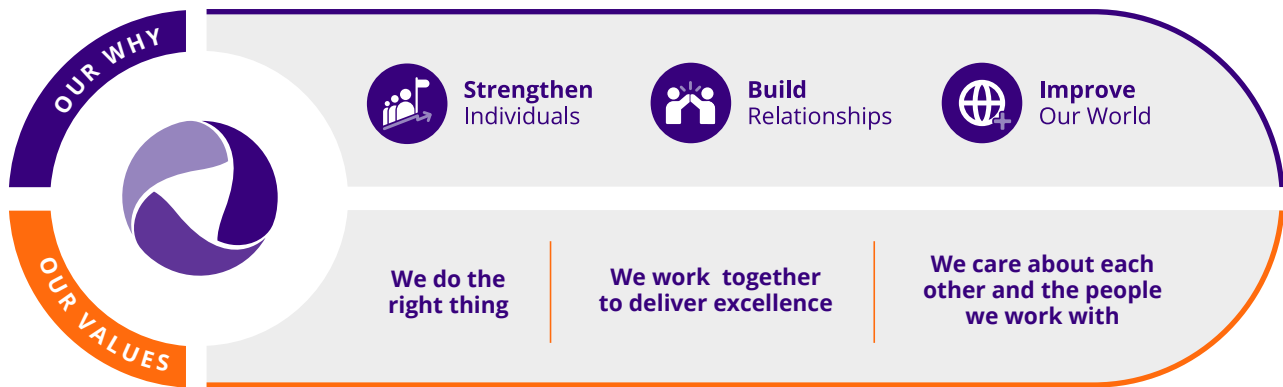 OUR WHY
Strengthen
Individuals
Build
Relationships
Improve
Our World
OUR VALUES
We do the
right thing
We work together
to deliver excellence
We care about each
other and the people
we work with